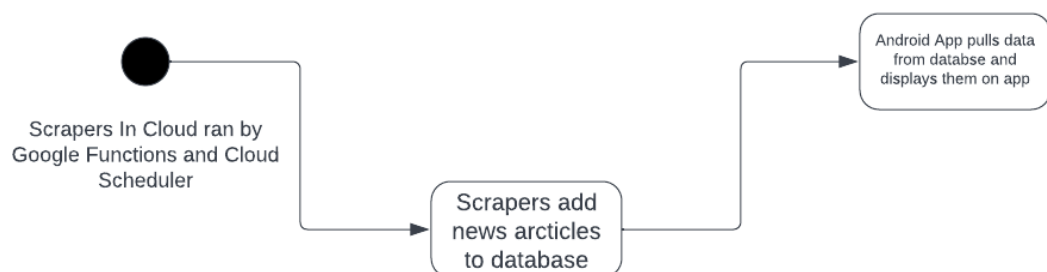 Scrapers In Cloud ran by
Google Functions and Cloud
Scheduler
Scrapers add
news arcticles
to database
Android App pulls data
from databse and
displays them on app